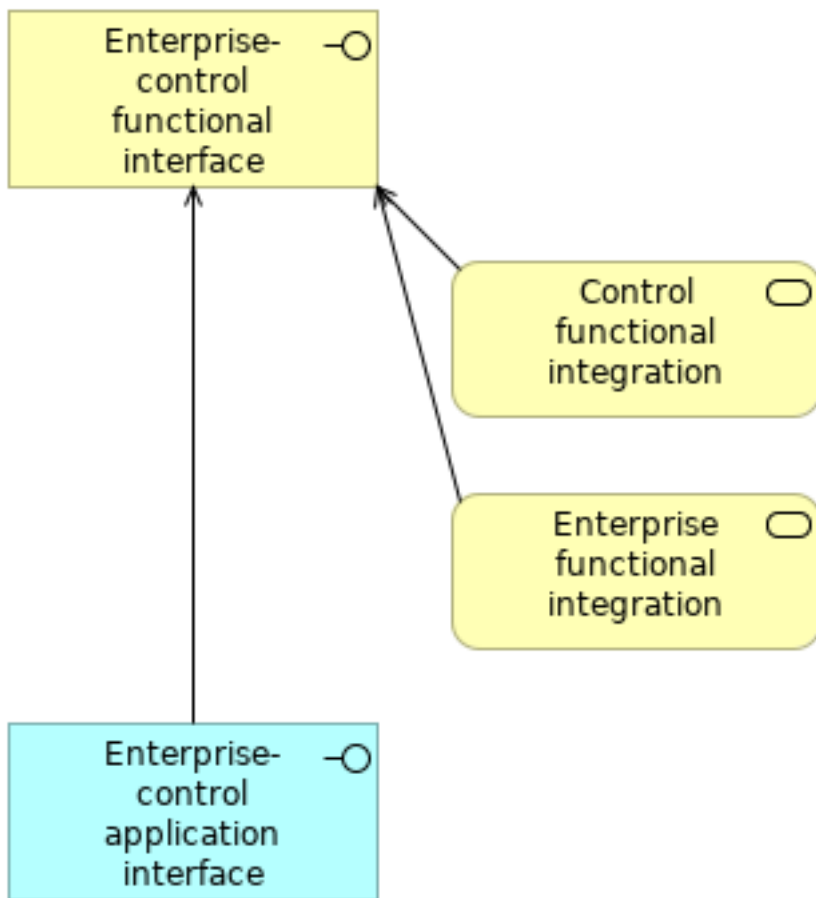 Enterprise-
control
functional
interface
Control
functional
integration
Enterprise
functional
integration
Enterprise-
control
application
interface